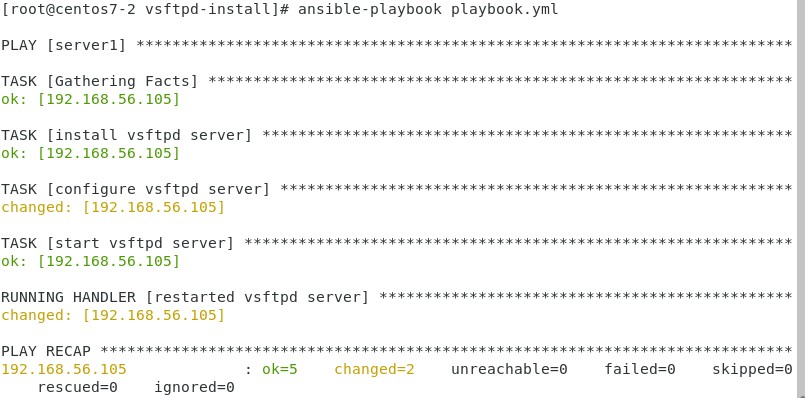 [root@centos7-2 vsftpd-install]# ansible-playbook playbook.yml
PLAY [server1] *************************************************************************
TASK [Gathering Facts] *****************************************************************
ok: [192.168.56.105]
TASK [install vsftpd server] ***********************************************************
ok: [192.168.56.105]
TASK [configure vsftpd server] *********************************************************
changed: [192.168.56.105]
TASK [start vsftpd server] *************************************************************
ok: [192.168.56.105]
RUNNING HANDLER [restarted vsftpd server] **********************************************
changed: [192.168.56.105]
PLAY RECAP *****************************************************************************
192.168.56.105             : ok=5    changed=2    unreachable=0    failed=0    skipped=0
    rescued=0    ignored=0